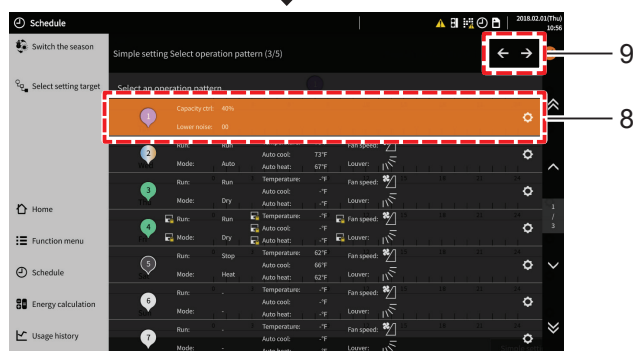 Schedule
2018.02.01(Thu)
10:56
Switch the season
Simple setting Select operation pattern (3/5)
9
Select setting target
Select an operation pattern
1 Capacity ctrl: 40%
Lower noise: 00
8
2 Run: Run Temperature: Fan speed:
Auto cool: 73°F
Mode: Auto Auto heat: 67°F Louver:
3 Run: Run Temperature: -°F Fan speed:
Auto cool: -°F
Mode: Dry Auto heat: -°F Louver:
Home
4 Run: Run Temperature: -°F Fan speed:
Auto cool: -°F
Mode: Dry Auto heat: -°F Louver:
1
/
3
Function menu
5 Run: Stop Temperature: 62°F Fan speed:
Auto cool: 66°F
Mode: Heat Auto heat: 62°F Louver:
Schedule
6 Run: - Temperature: -°F Fan speed:
Auto cool: -°F
Mode: - Auto heat: -°F Louver:
Energy calculation
7 Run: - Temperature: -°F Fan speed:
Auto cool: -°F
Mode: - Auto heat: -°F Louver:
Usage history